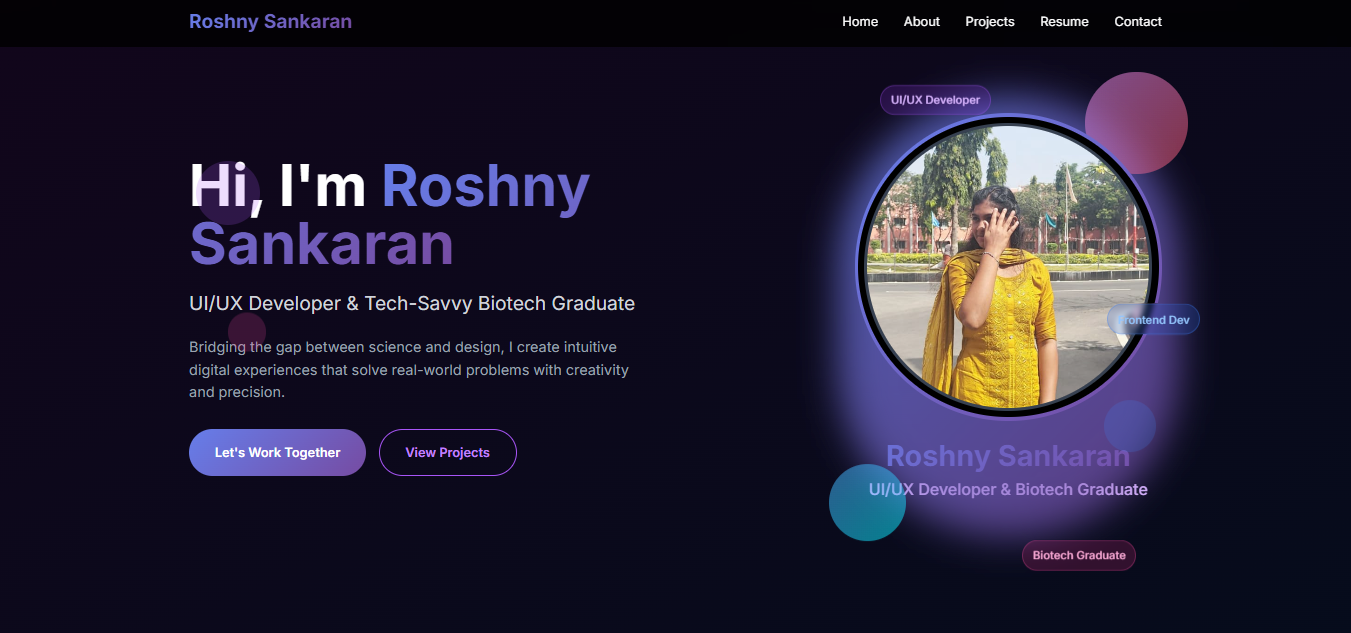 Roshny Sankaran
Home About Projects Resume Contact
UI/UX Developer
Hi, I'm Roshny
Sankaran
UI/UX Developer & Tech-Savvy Biotech Graduate
Frontend Dev
Bridging the gap between science and design, I create intuitive
digital experiences that solve real-world problems with creativity
and precision.
Let's Work Together View Projects
Roshny Sankaran
UI/UX Developer & Biotech Graduate
Biotech Graduate